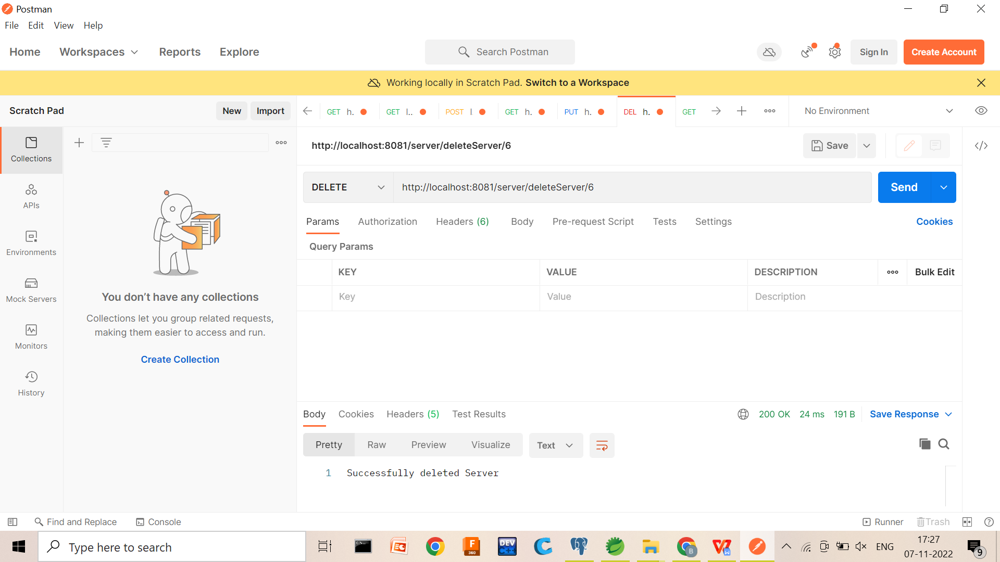 Postman
File Edit View Help
Home Workspaces Reports Explore
Search Postman
Sign In
Create Account
Working locally in Scratch Pad. Switch to a Workspace
Scratch Pad
New
Import
GET h.
GET l..
POST l
GET h.
PUT h.
DEL h.
GET
No Environment
Collections
APIs
Environments
Mock Servers
Monitors
History
You don’t have any collections
Collections let you group related requests,
making them easier to access and run.
Create Collection
http://localhost:8081/server/deleteServer/6
Save
DELETE
http://localhost:8081/server/deleteServer/6
Send
Params Authorization Headers (6) Body Pre-request Script Tests Settings
Cookies
Query Params
KEY VALUE DESCRIPTION
Bulk Edit
Key Value Description
Body Cookies Headers (5) Test Results
200 OK 24 ms 191 B
Save Response
Pretty Raw Preview Visualize
Text
1 Successfully deleted Server
Find and Replace
Console
Runner
Trash
Type here to search
F
360
DEV
C++
B
W
ENG
17:27
07-11-2022
9